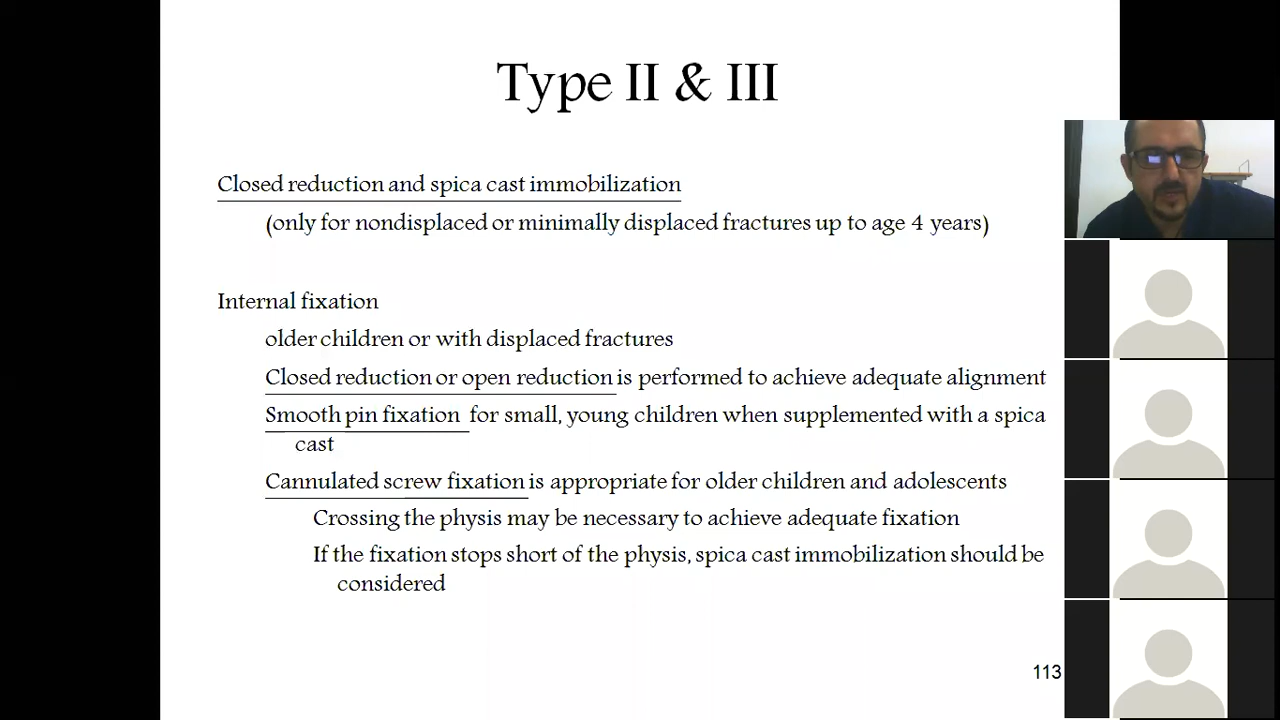 Type II & III
Closed reduction and spica cast immobilization
(only for nondisplaced or minimally displaced fractures up to age 4 years)
Internal fixation
older children or with displaced fractures
Closed reduction or open reduction is performed to achieve adequate alignment
Smooth pin fixation for small, young children when supplemented with a spica
cast
Cannulated screw fixation is appropriate for older children and adolescents
Crossing the physis may be necessary to achieve adequate fixation
If the fixation stops short of the physis, spica cast immobilization should be
considered
113